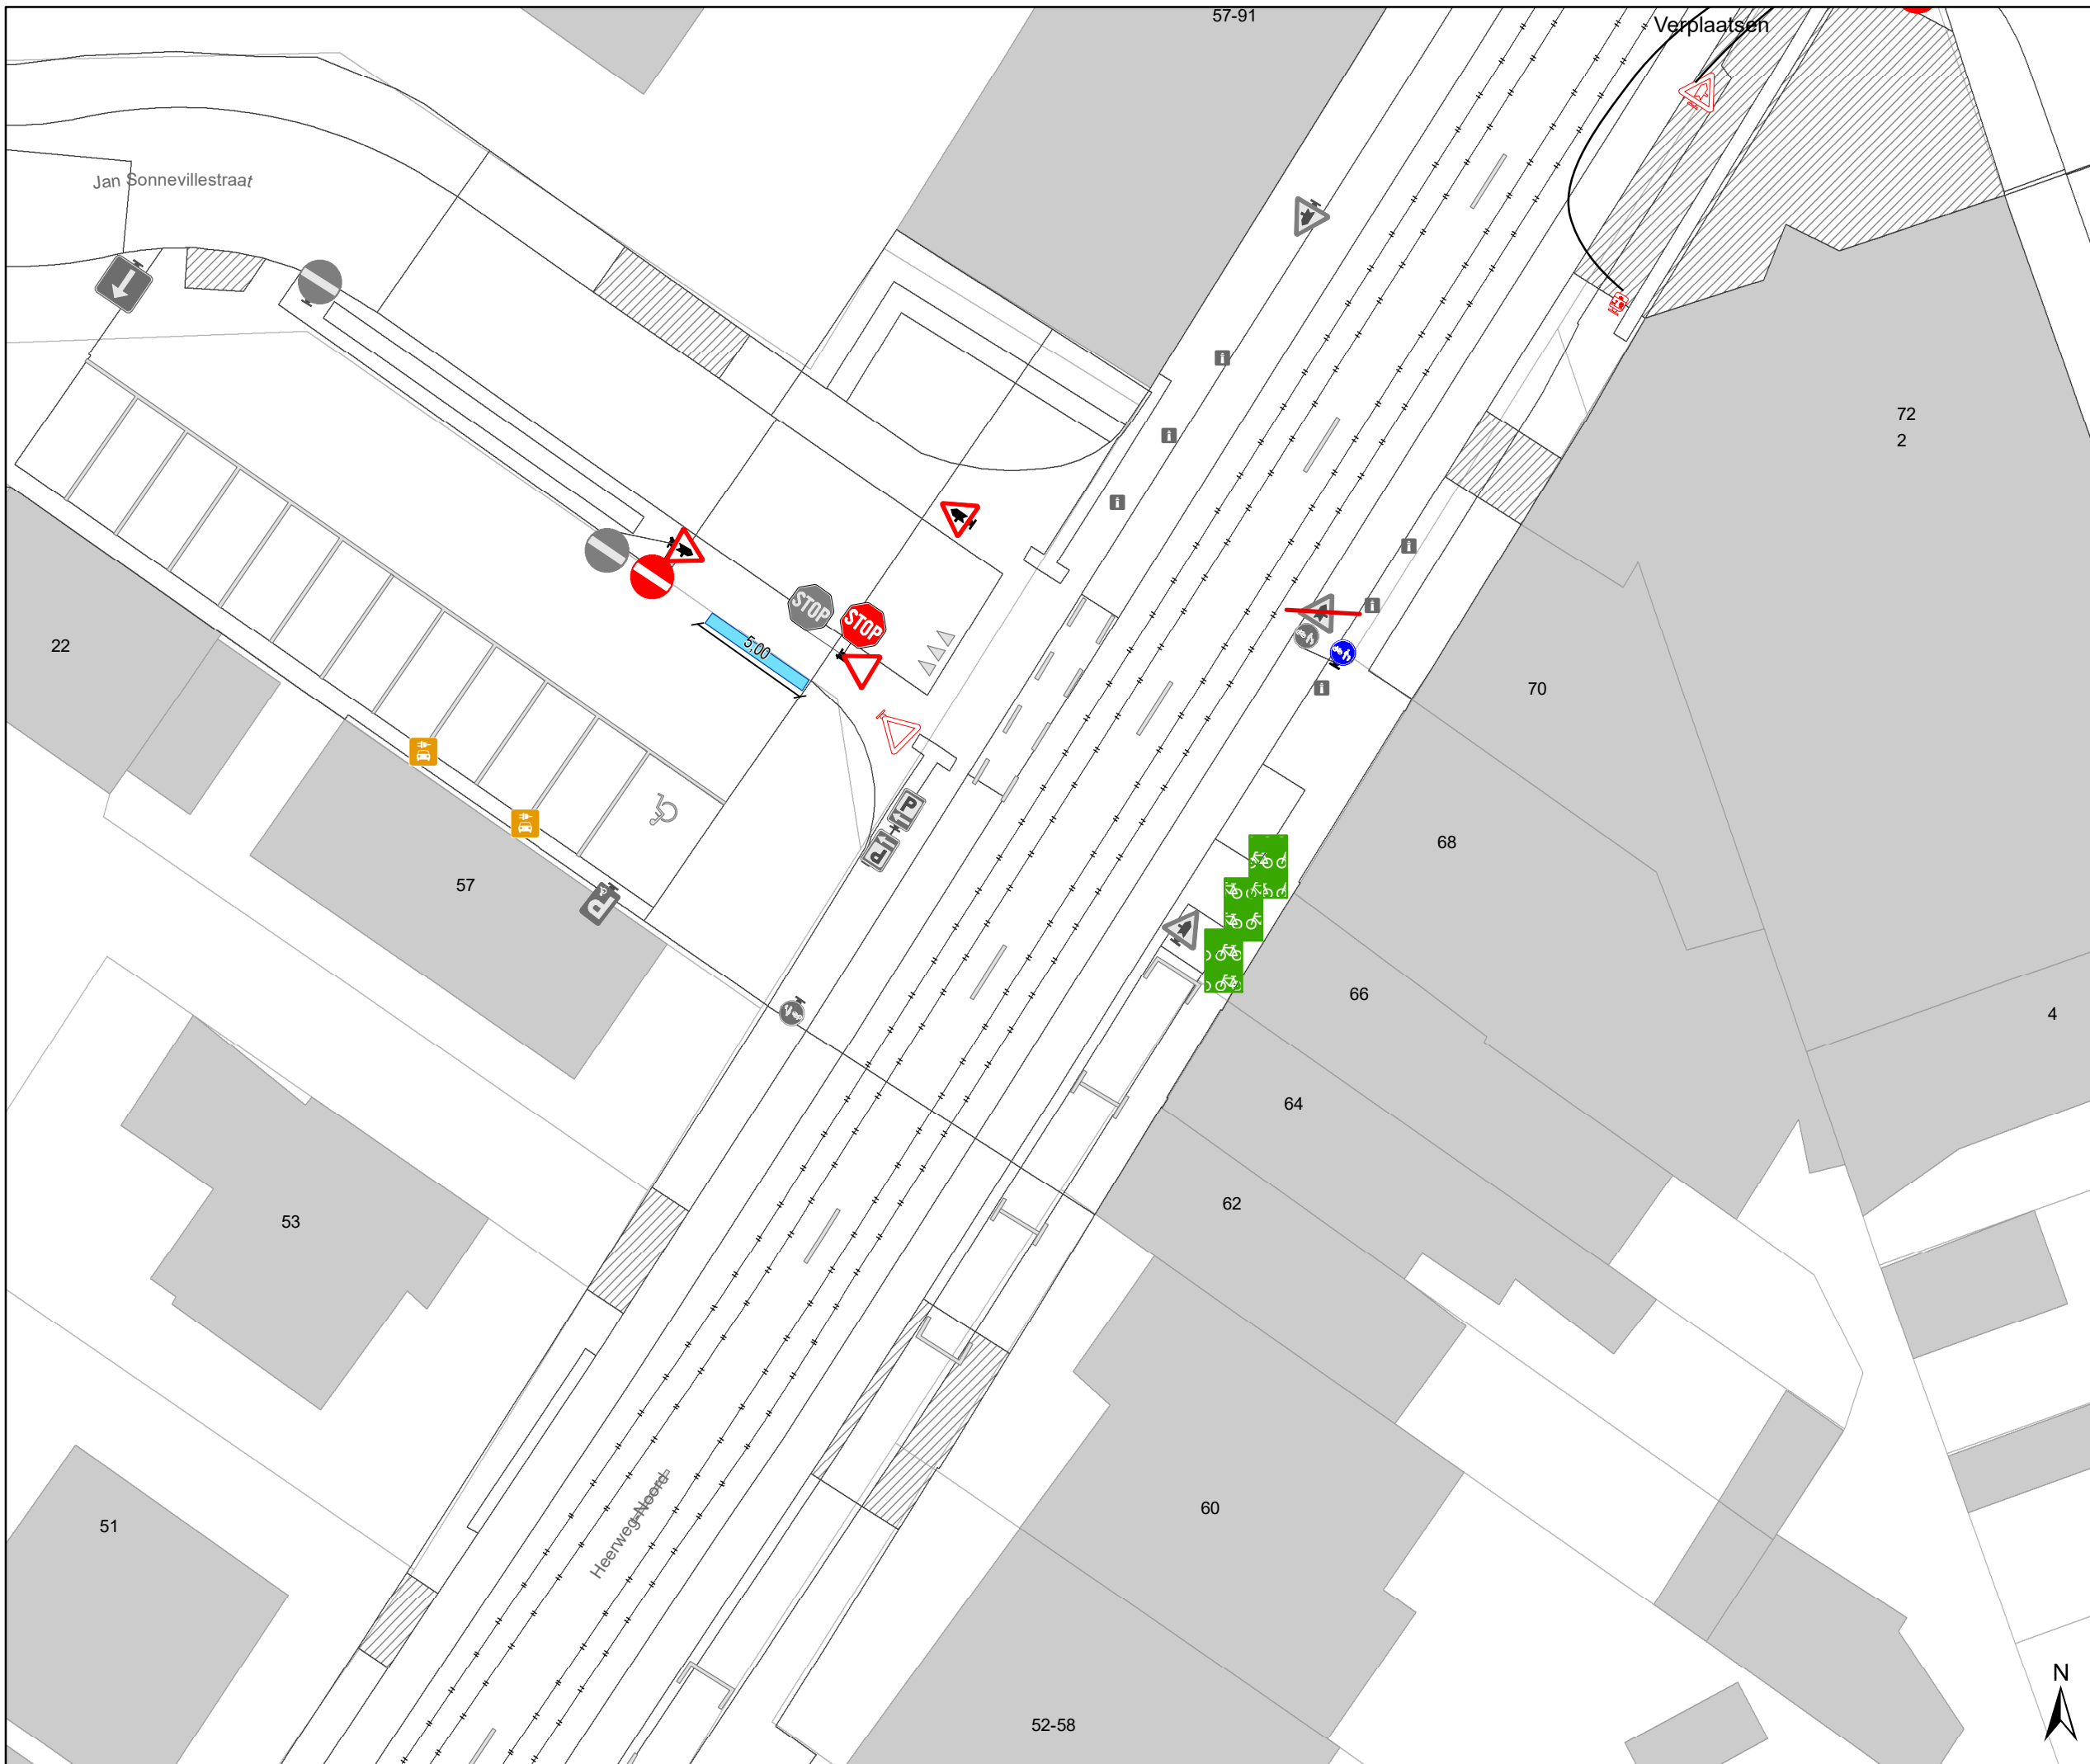 57-91
Verplaatsen
Jan Sonnevillestraat
72
2
STOP
STOP
5,00
22
70
P
P
68
57
P
66
4
64
62
53
60
Heerweg-Noord
51
N
52-58